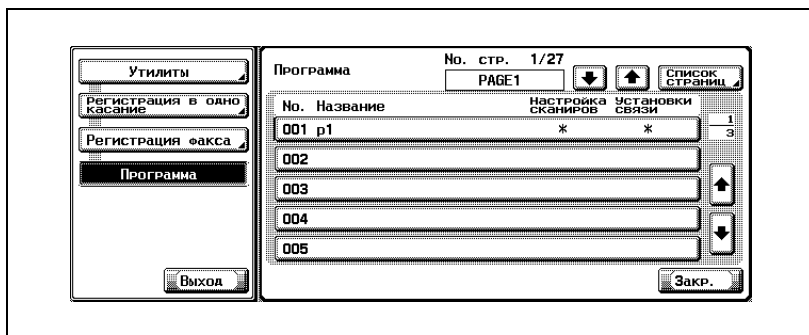 Утилиты
Регистрация в одно
касание
Регистрация факса
Программа
Выход
Программа
No. стр. 1/27
PAGE1
Список
страниц
No. Название
Настройка
сканиров
Установки
связи
001 p1 * *
1
3
002
003
004
005
Закр.